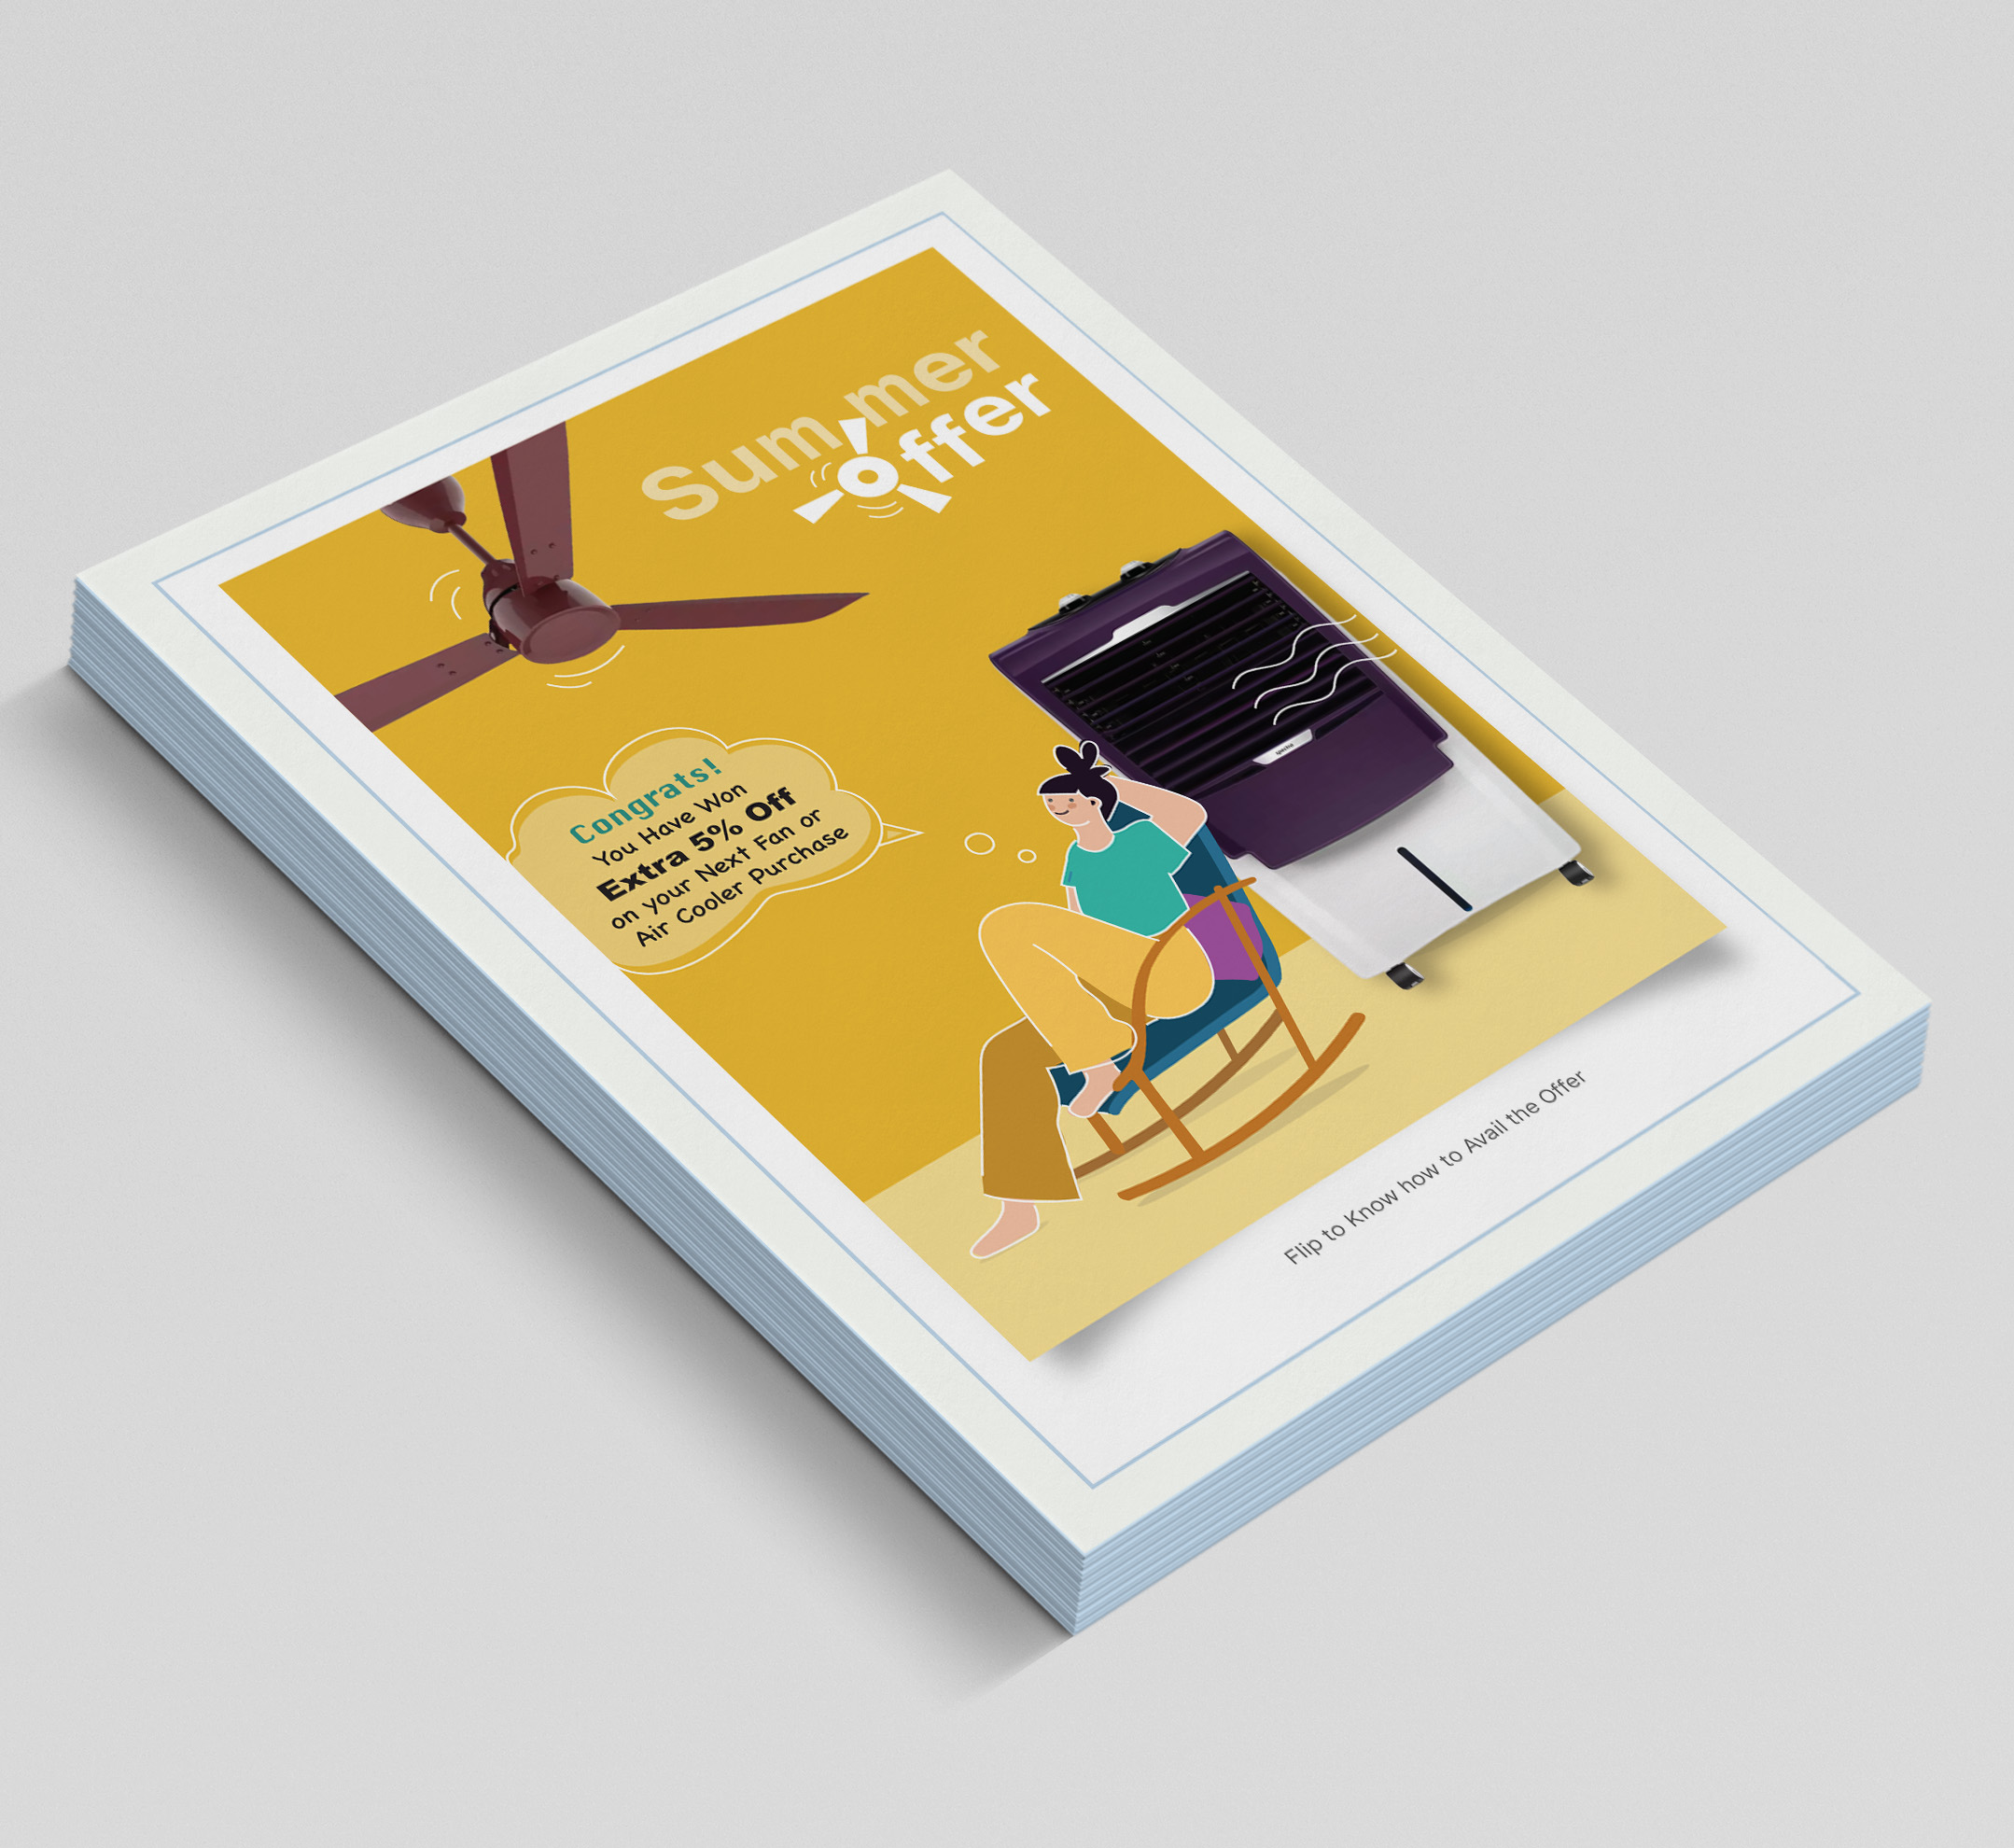 Summer
Offer
Congrats!
You Have Won
Extra 5% Off
on your Next Fan or
Air Cooler Purchase
Flip to Know how to Avail the Offer